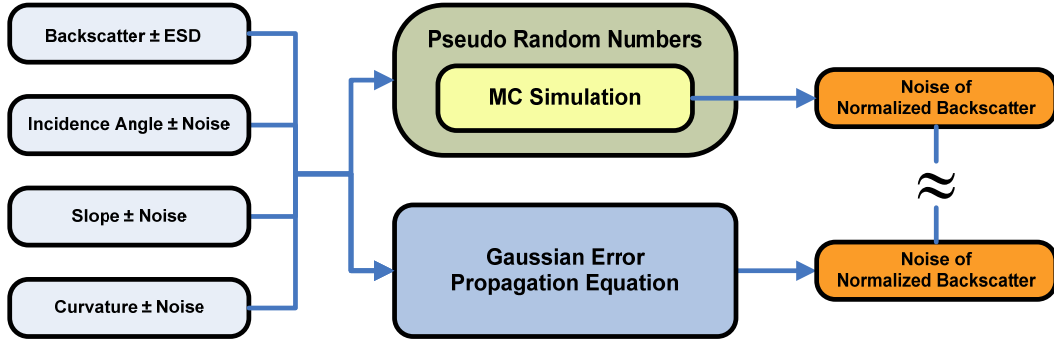 Backscatter ± ESD
Incidence Angle ± Noise
Slope ± Noise
Curvature ± Noise
Pseudo Random Numbers
MC Simulation
Gaussian Error
Propagation Equation
Noise of
Normalized Backscatter
≈
Noise of
Normalized Backscatter